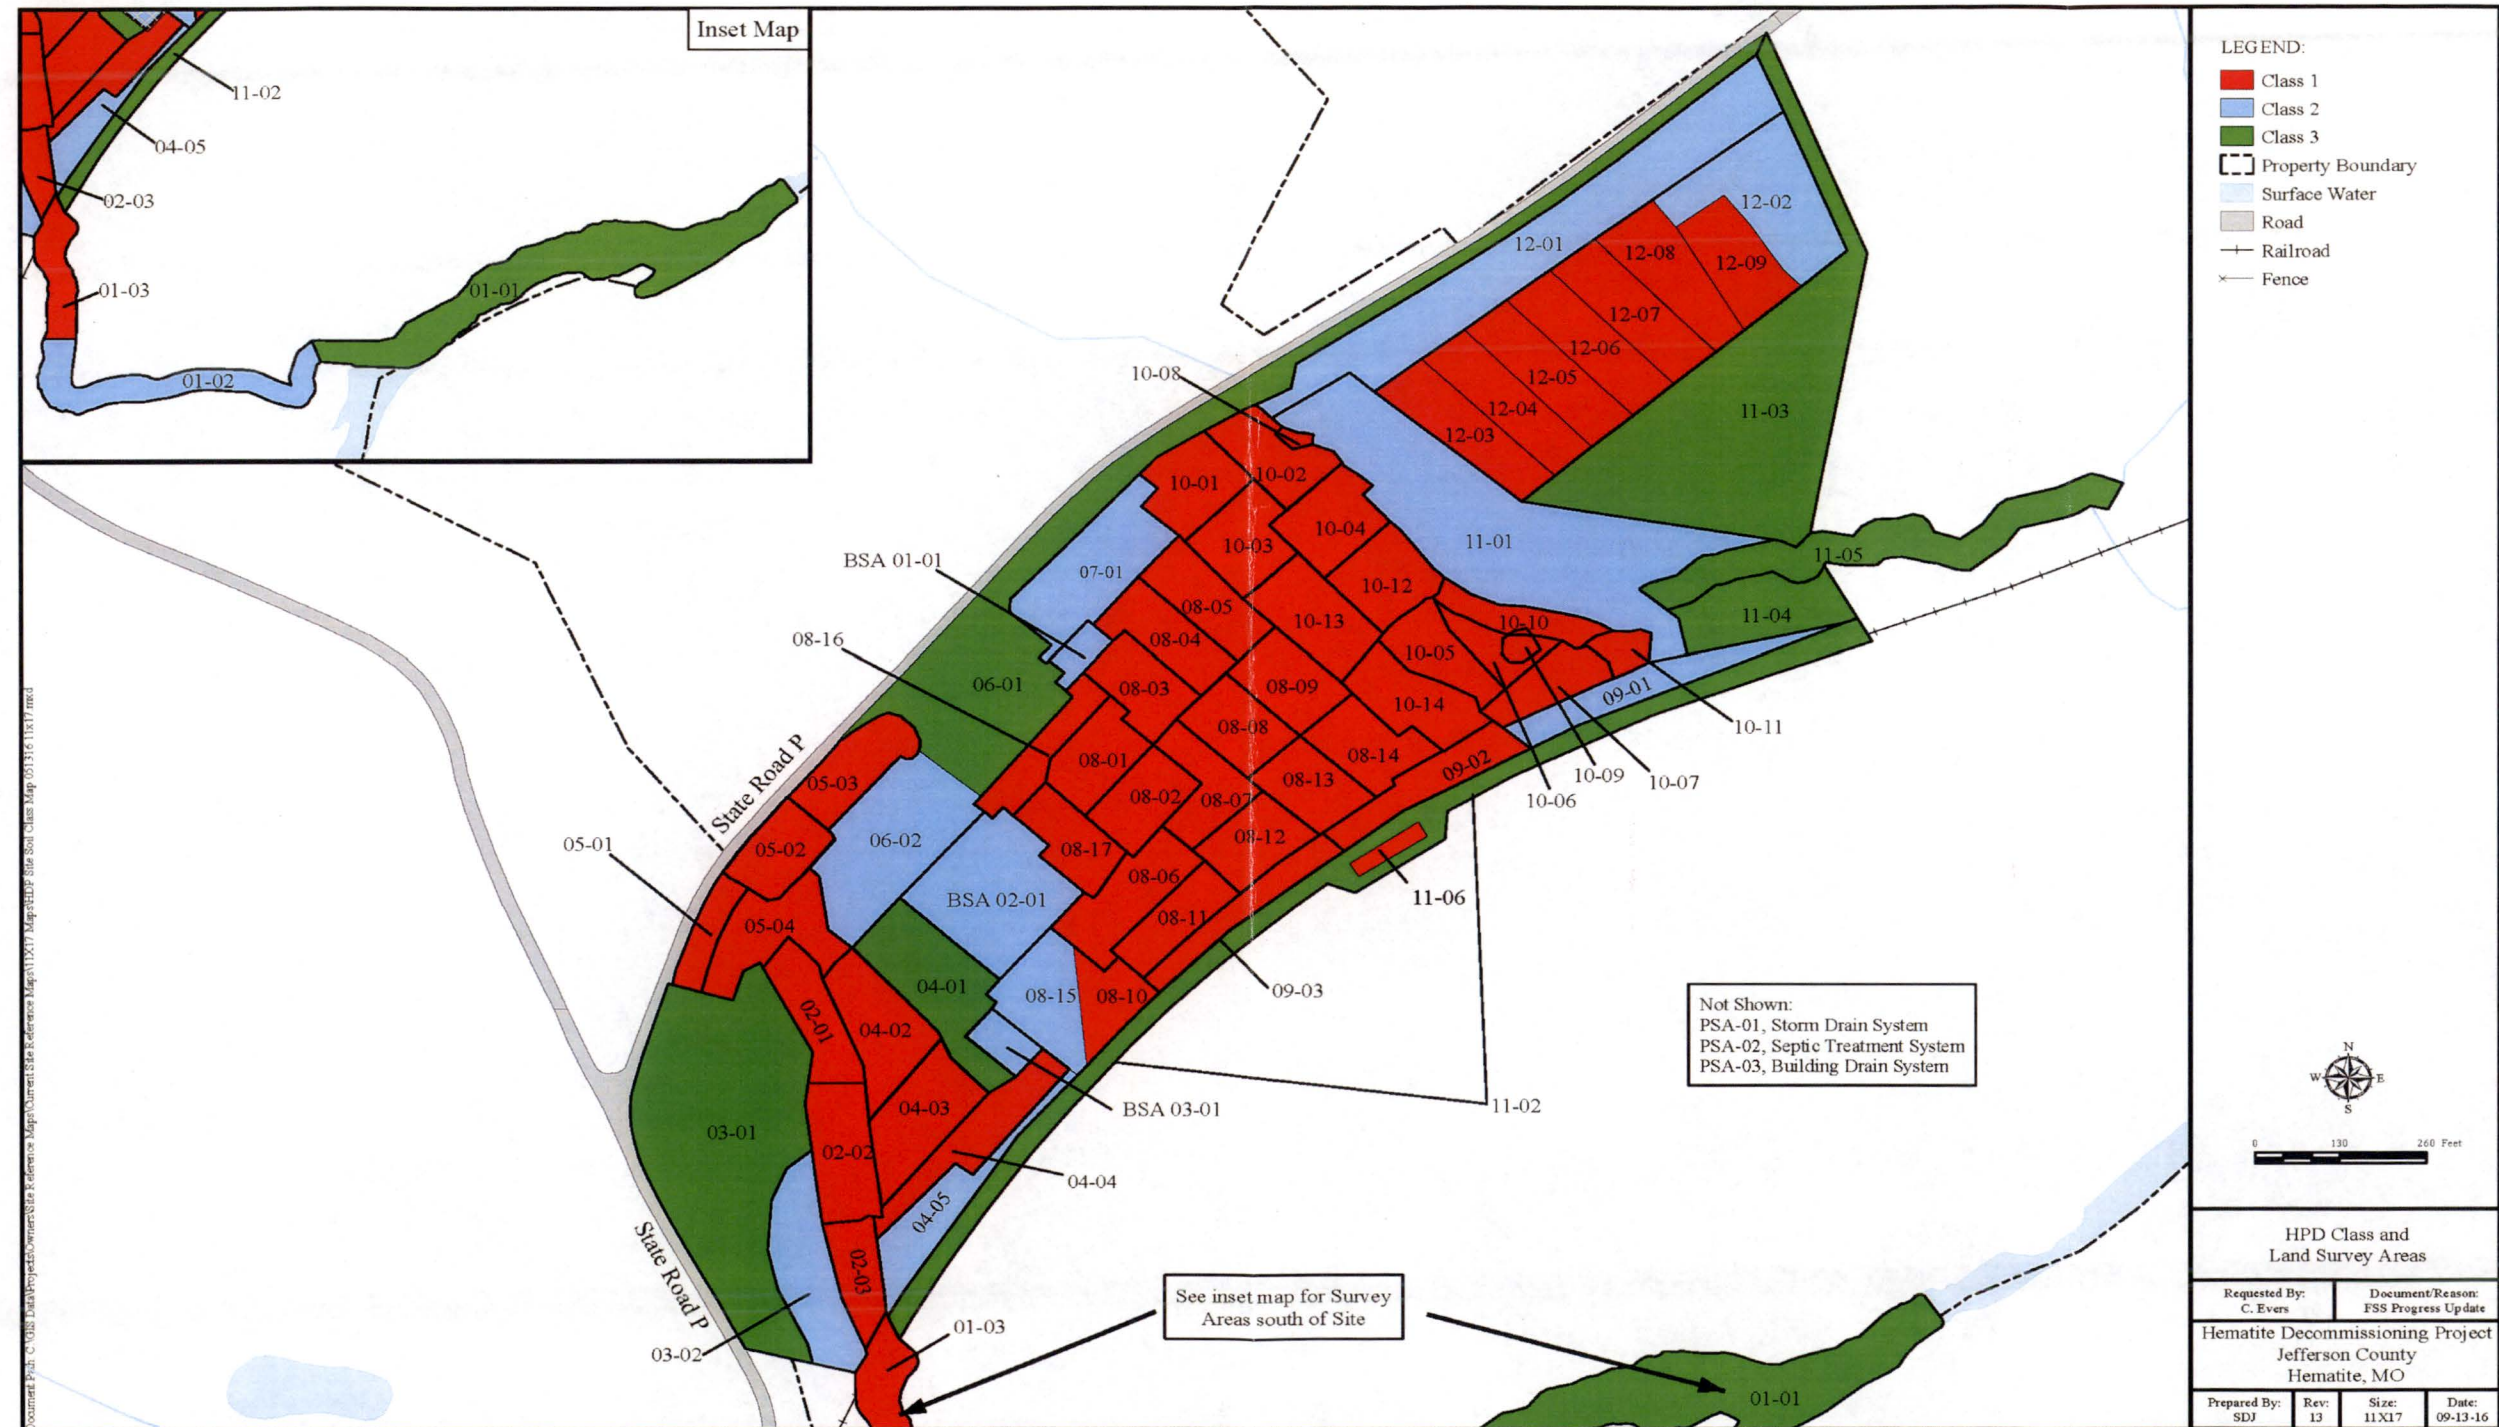 Inset Map
11-02
04-05
02-03
01-03
01-01
01-02
LEGEND:
Class 1
Class 2
Class 3
Property Boundary
Surface Water
Road
Railroad
Fence
12-02
12-01
12-08
12-09
12-07
12-06
12-05
12-04
12-03
11-03
10-08
10-01
10-02
10-04
10-03
11-01
11-05
BSA 01-01
07-01
10-12
08-05
10-13
11-04
08-16
08-04
10-10
10-05
06-01
08-03
08-09
09-01
10-14
08-08
10-11
State Road P
08-01
08-14
09-02
05-03
08-13
10-09
10-07
08-02
08-07
10-06
05-01
05-02
06-02
08-17
08-12
08-06
11-06
BSA 02-01
05-04
08-11
04-01
08-15
08-10
09-03
02-01
04-02
Not Shown:
PSA-01, Storm Drain System
PSA-02, Septic Treatment System
PSA-03, Building Drain System
N
W
E
S
04-03
BSA 03-01
11-02
03-01
02-02
04-04
04-05
0 130 260 Feet
State Road P
02-03
03-02
01-03
See inset map for Survey
Areas south of Site
01-01
HPD Class and
Land Survey Areas
Requested By:
C. Evers
Document/Reason:
FSS Progress Update
Hematite Decommissioning Project
Jefferson County
Hematite, MO
Prepared By:
SDJ
Rev:
13
Size:
11X17
Date:
09-13-16